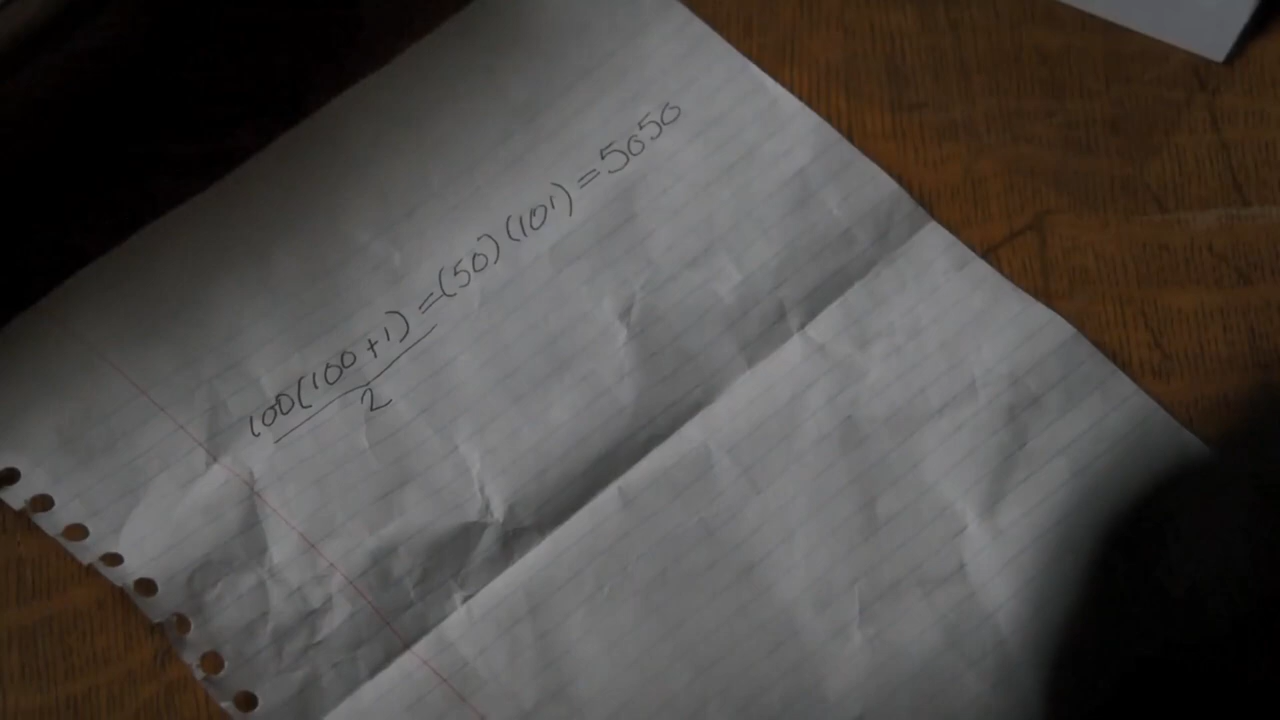 100(100+1)/2 = (50)(101) = 5050